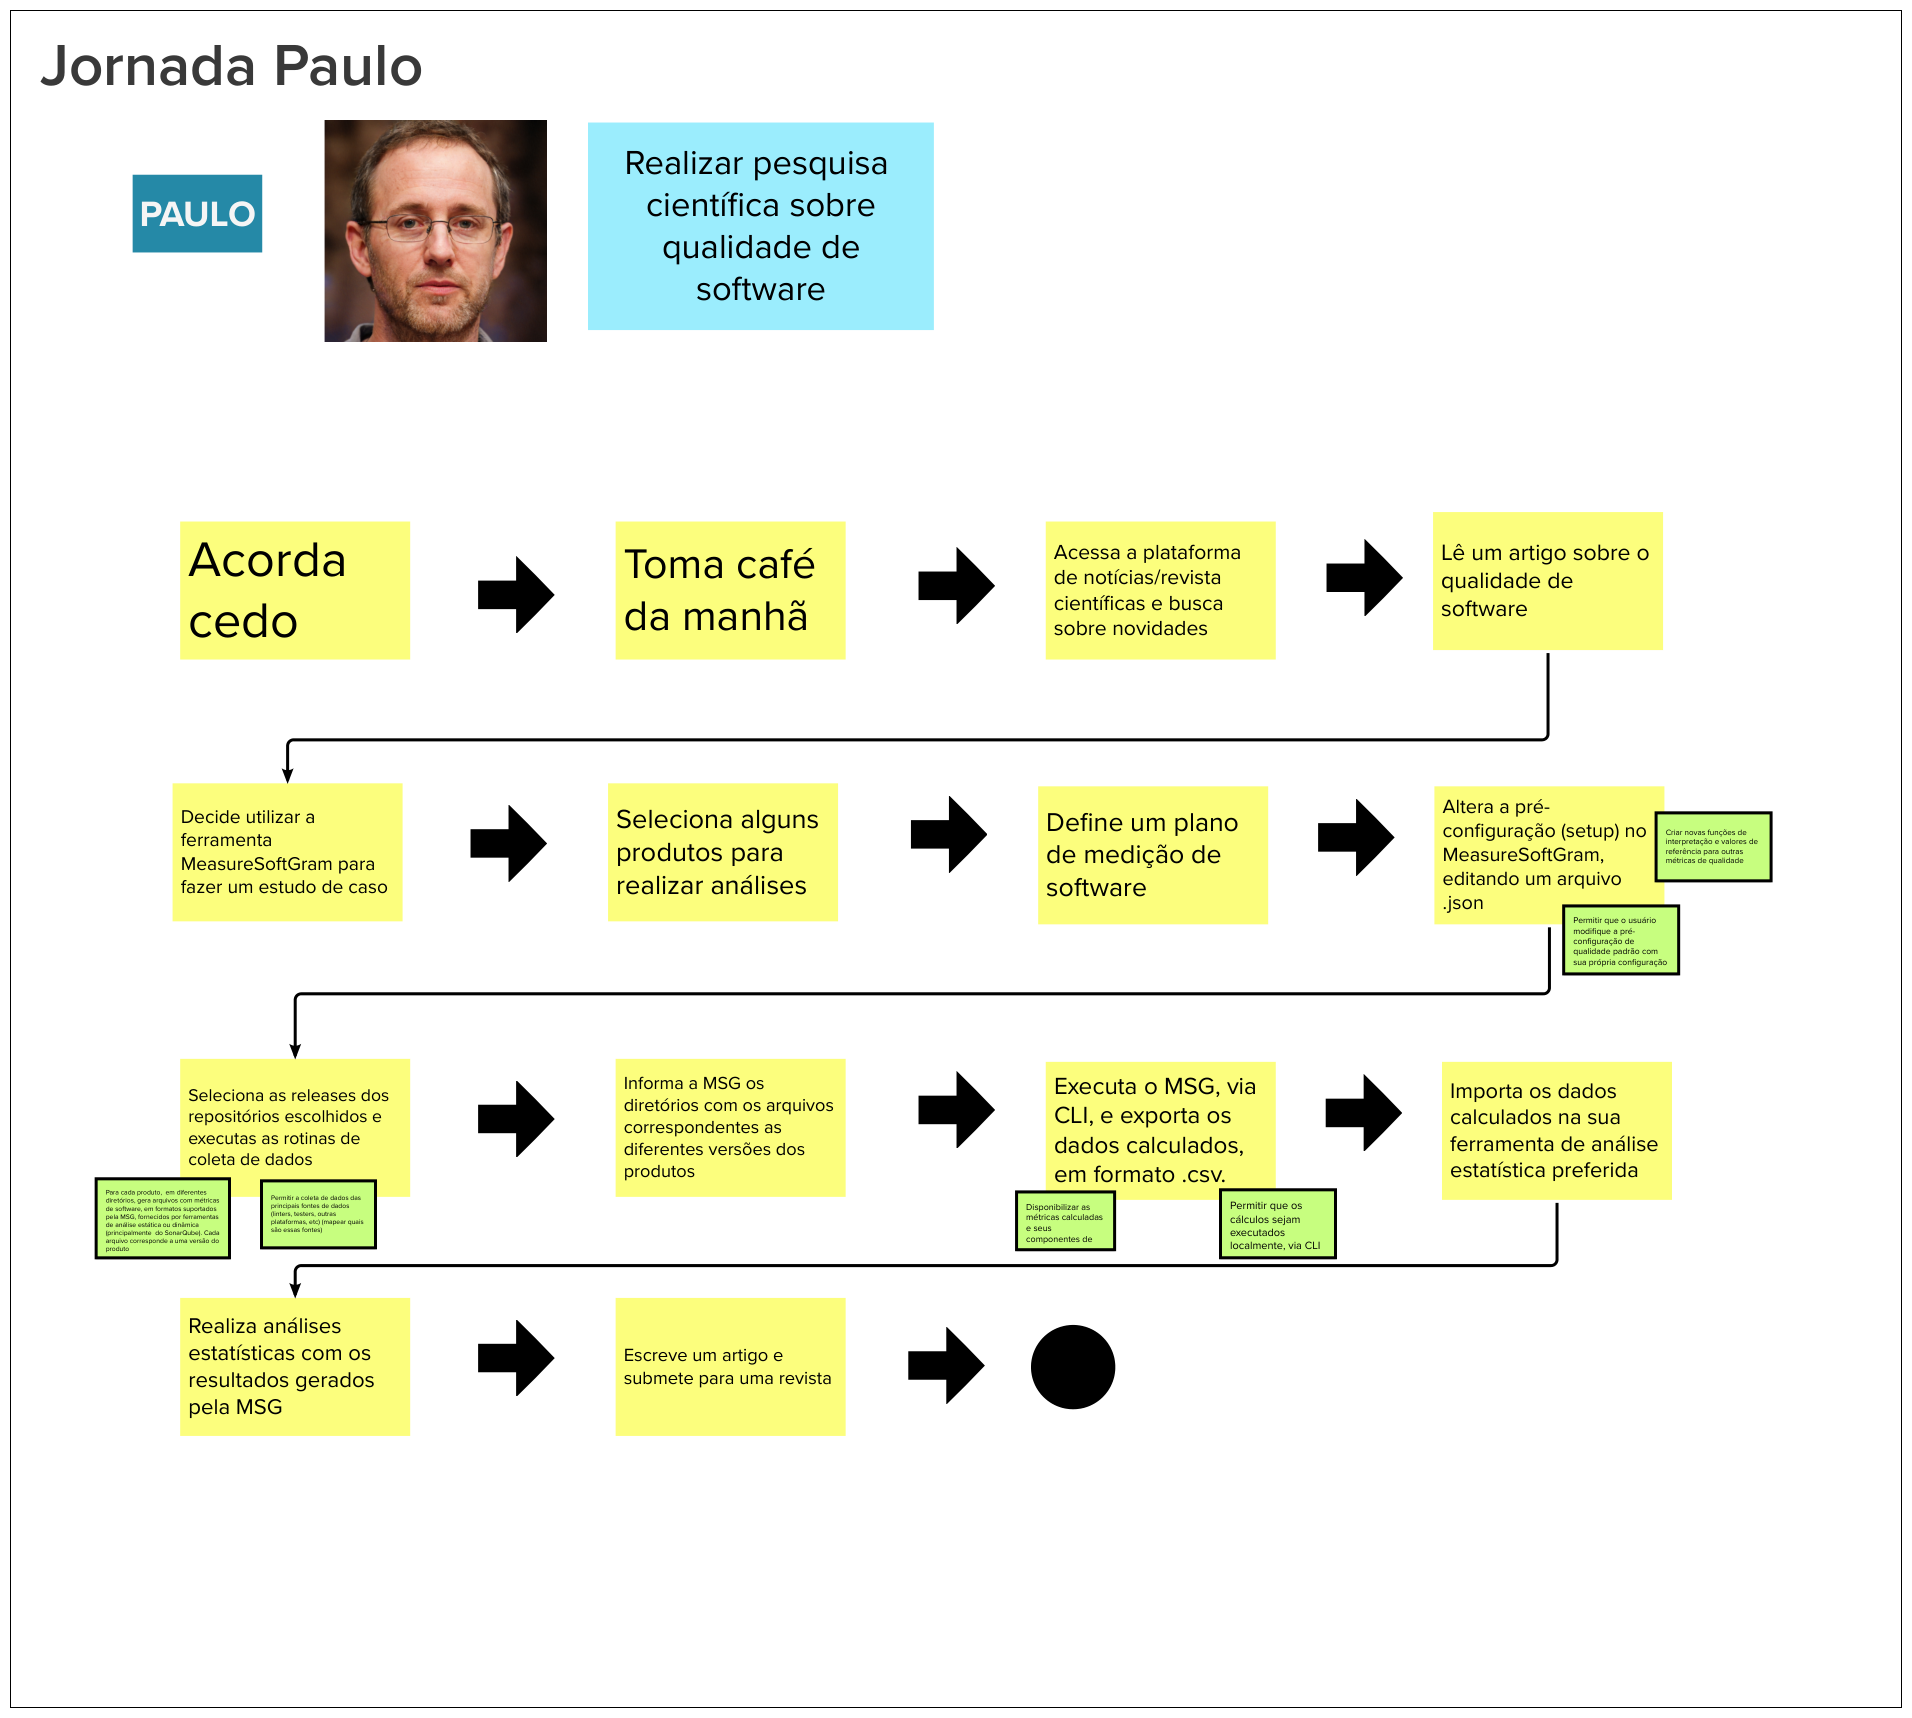 Jornada Paulo
PAULO
Realizar pesquisa
científica sobre
qualidade de
software
Acorda
cedo
Toma café
da manhã
Acessa a plataforma
de notícias/revista
científicas e busca
sobre novidades
Lê um artigo sobre o
qualidade de
software
Decide utilizar a
ferramenta
MeasureSoftGram para
fazer um estudo de caso
Seleciona alguns
produtos para
realizar análises
Define um plano
de medição de
software
Altera a pré-
configuração (setup) no
MeasureSoftGram,
editando um arquivo
.json
Criar novas funções de
interpretação e valores de
referência para outras
métricas de qualidade
Permitir que o usuário
modifique a pré-
configuração de
qualidade padrão com
sua própria configuração
Seleciona as releases dos
repositórios escolhidos e
executas as rotinas de
coleta de dados
Para cada produto, em diferentes
diretórios, gera arquivos com métricas
de software, em formatos suportados
pela MSG, fornecidos por ferramentas
de análise estática ou dinâmica
(principalmente do SonarQube). Cada
arquivo corresponde a uma versão do
produto
Permitir a coleta de dados das
principais fontes de dados
(linters, testers, outras
plataformas, etc) (mapear quais
são essas fontes)
Informa a MSG os
diretórios com os arquivos
correspondentes as
diferentes versões dos
produtos
Executa o MSG, via
CLI, e exporta os
dados calculados,
em formato .csv.
Disponibilizar as
métricas calculadas
e seus
componentes de
Permitir que os
cálculos sejam
executados
localmente, via CLI
Importa os dados
calculados na sua
ferramenta de análise
estatística preferida
Realiza análises
estatísticas com os
resultados gerados
pela MSG
Escreve um artigo e
submete para uma revista